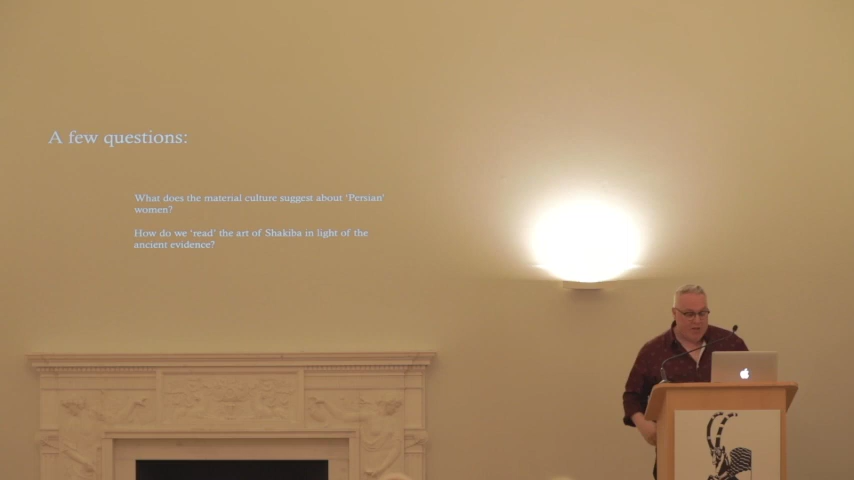 A few questions:
What does the material culture suggest about ‘Persian’
women?
How do we ‘read’ the art of Shakiba in light of the
ancient evidence?